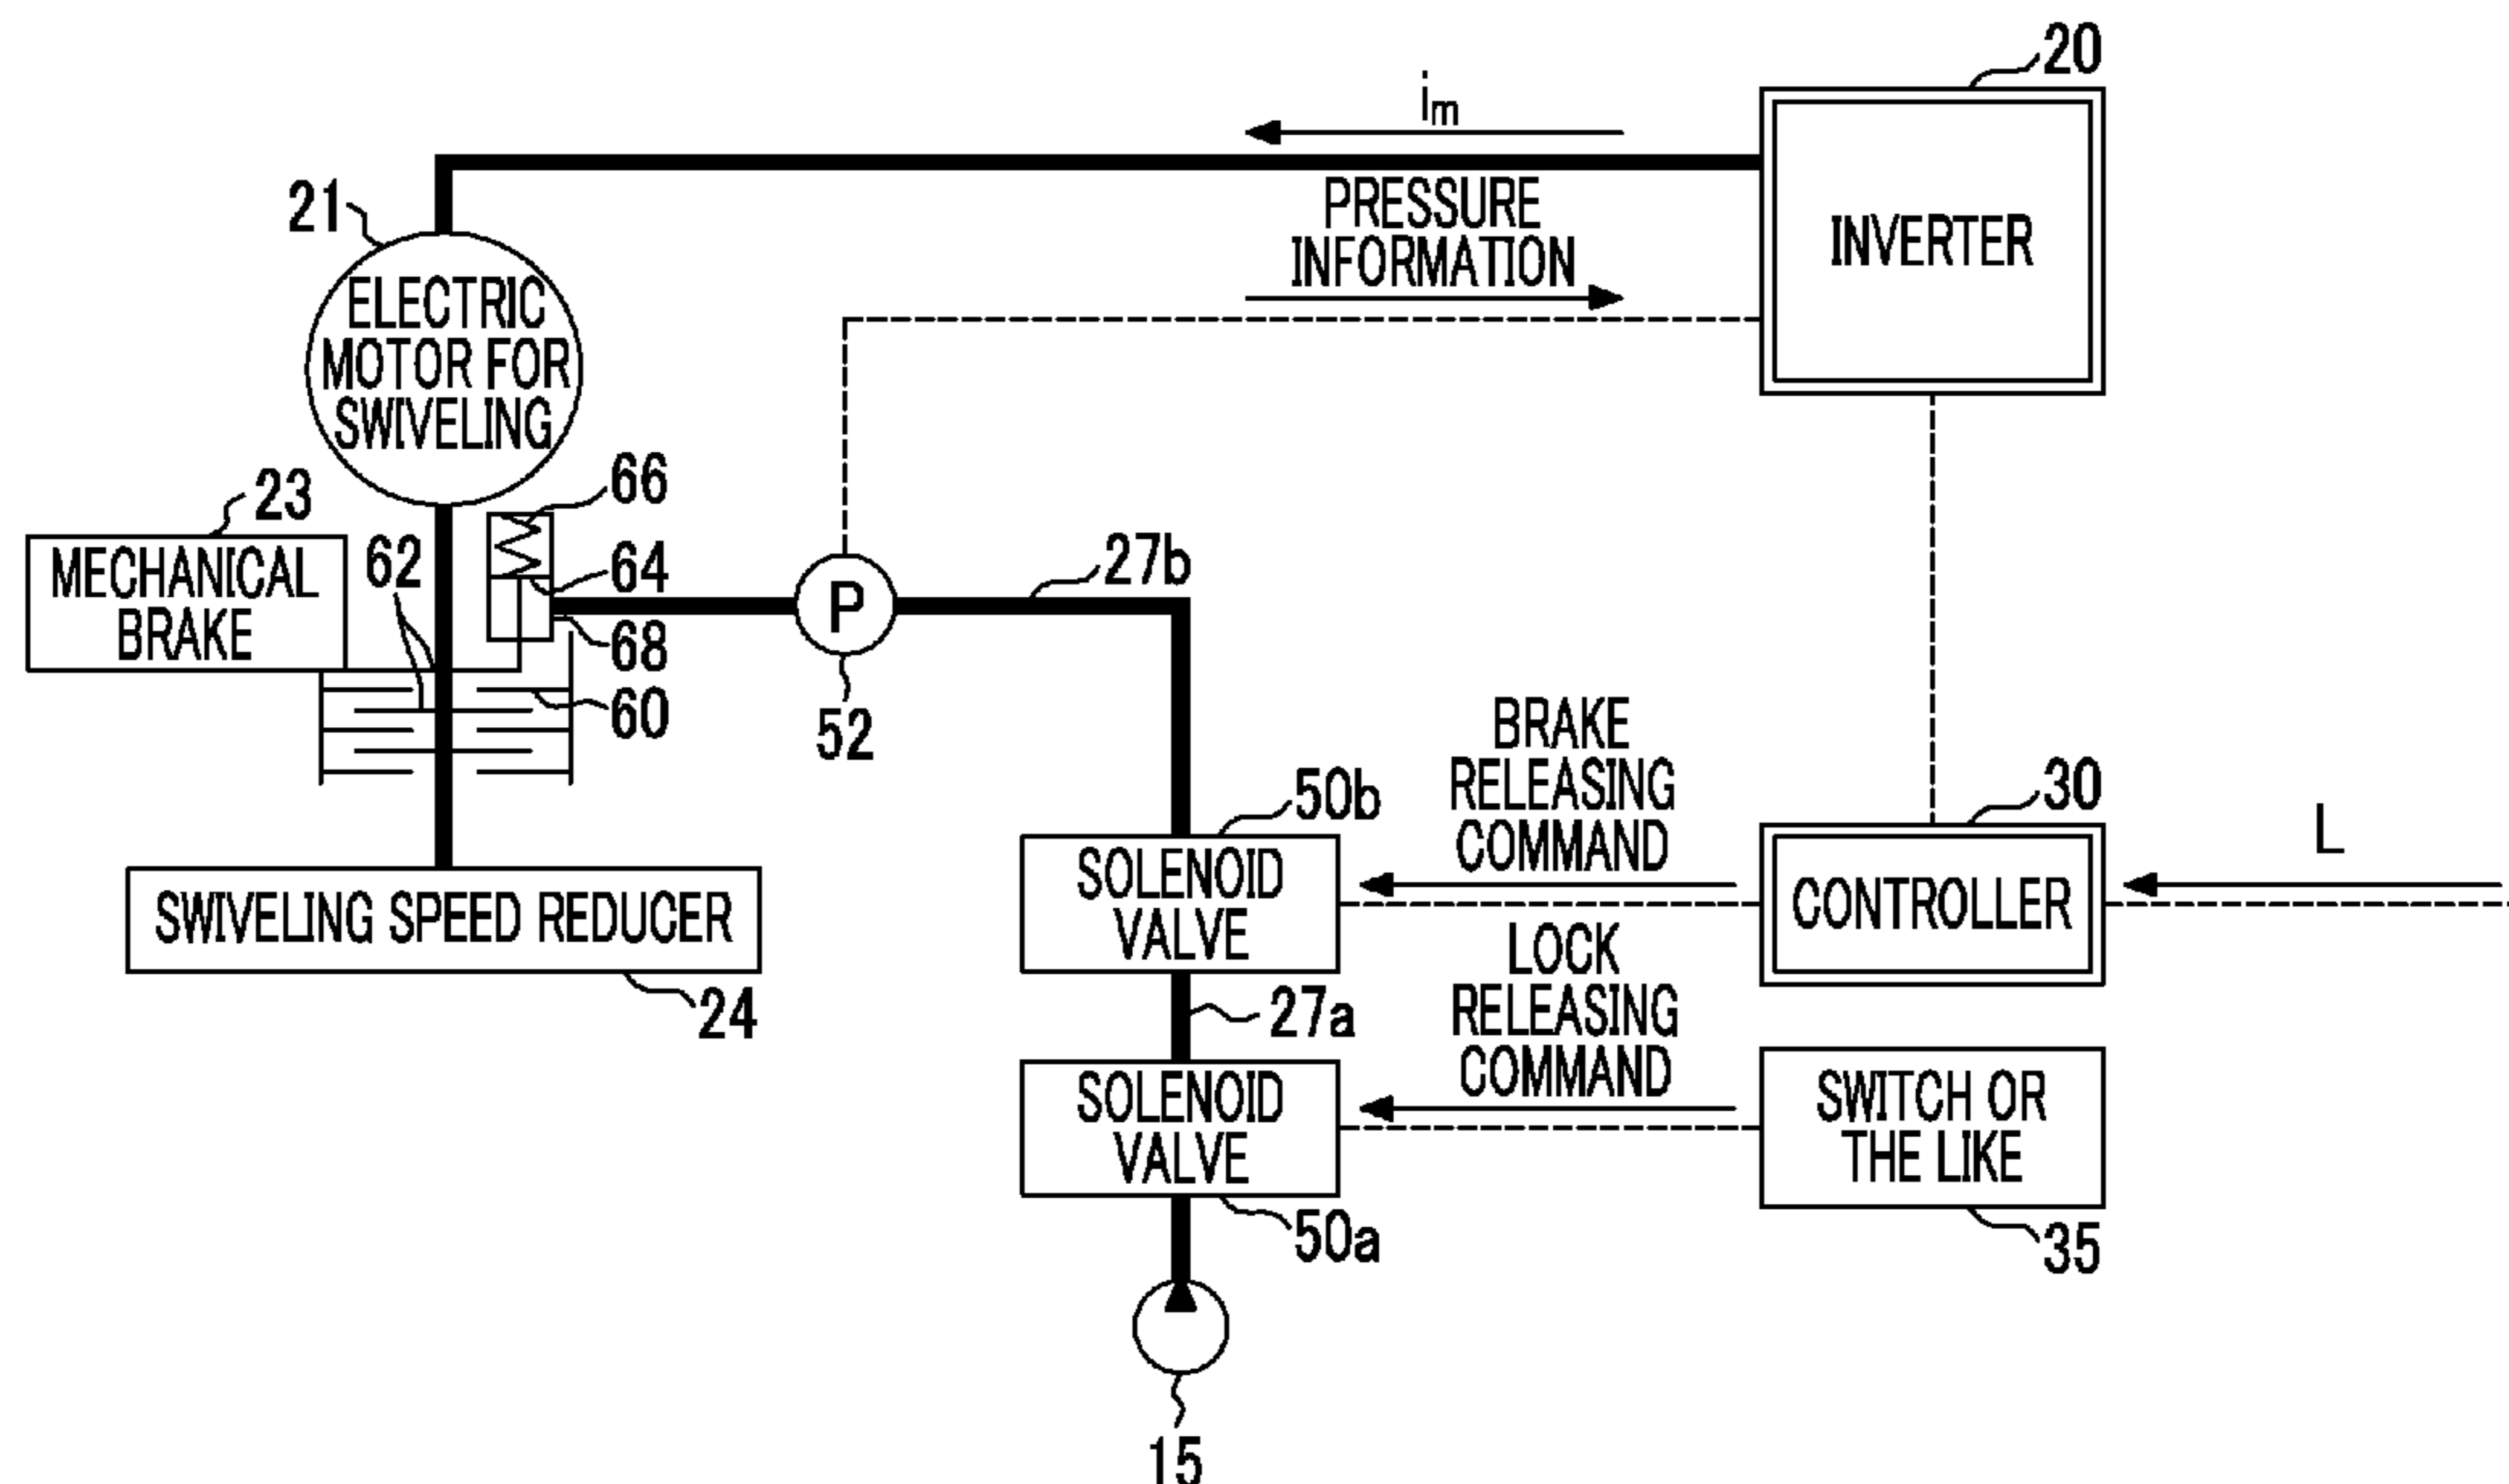 20
im
21
PRESSURE
INFORMATION
INVERTER
ELECTRIC
MOTOR FOR
SWIVELING
66
23
MECHANICAL
BRAKE
62
64
27b
P
68
60
52
BRAKE
RELEASING
COMMAND
50b
30
L
SOLENOID
VALVE
CONTROLLER
SWIVELING SPEED REDUCER
24
27a
LOCK
RELEASING
COMMAND
SOLENOID
VALVE
SWITCH OR
THE LIKE
50a
35
15